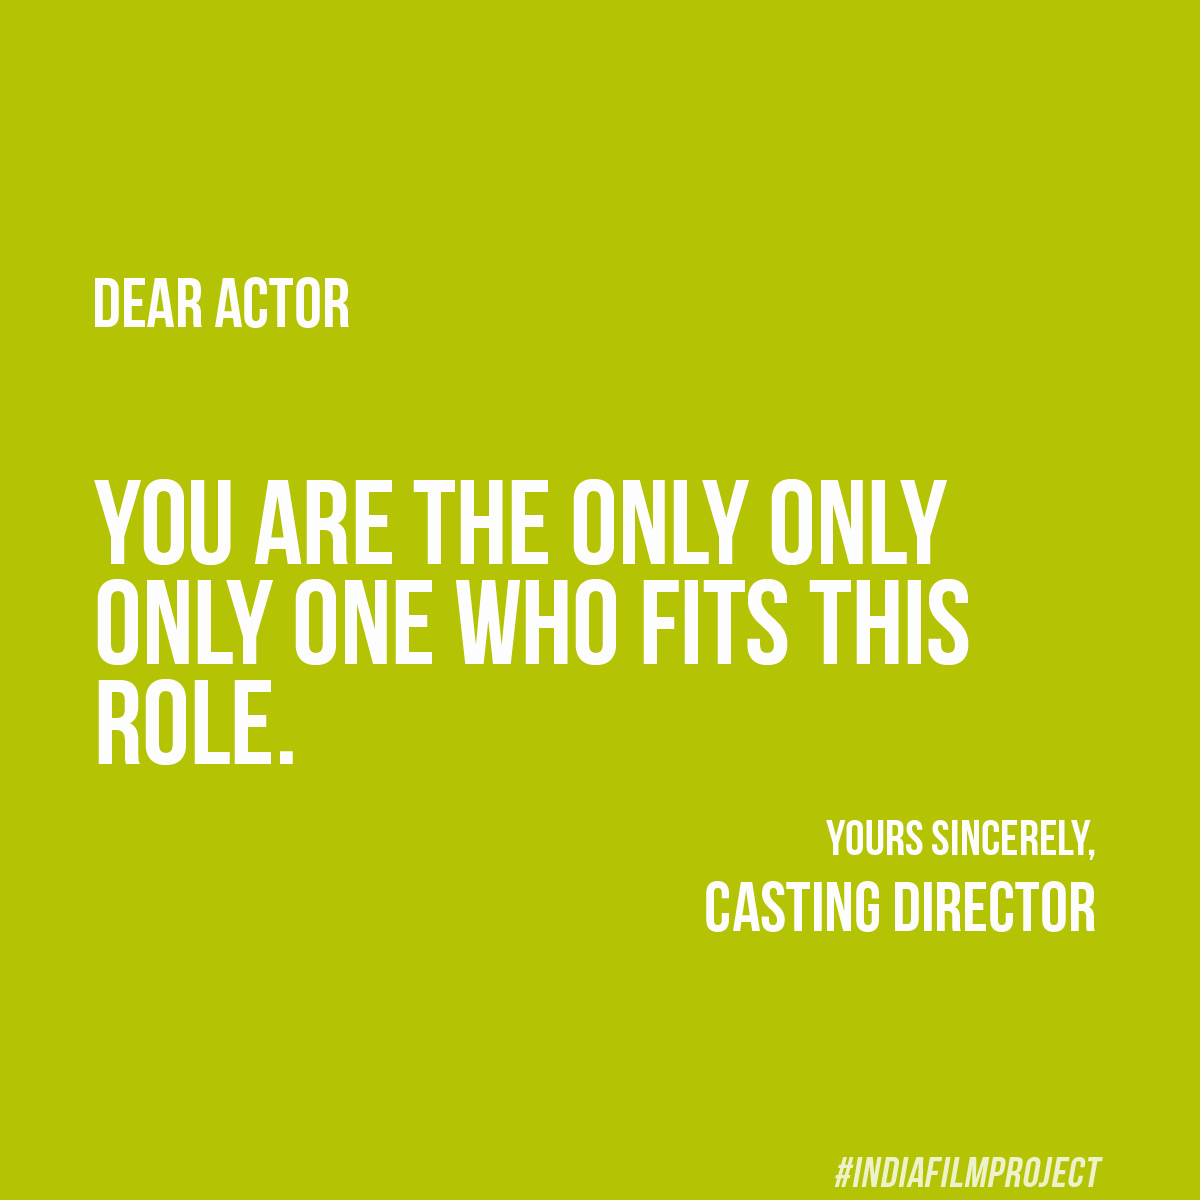 DEAR ACTOR
YOU ARE THE ONLY ONLY
ONLY ONE WHO FITS THIS
ROLE.
YOURS SINCERELY,
CASTING DIRECTOR
#INDIAFILMPROJECT